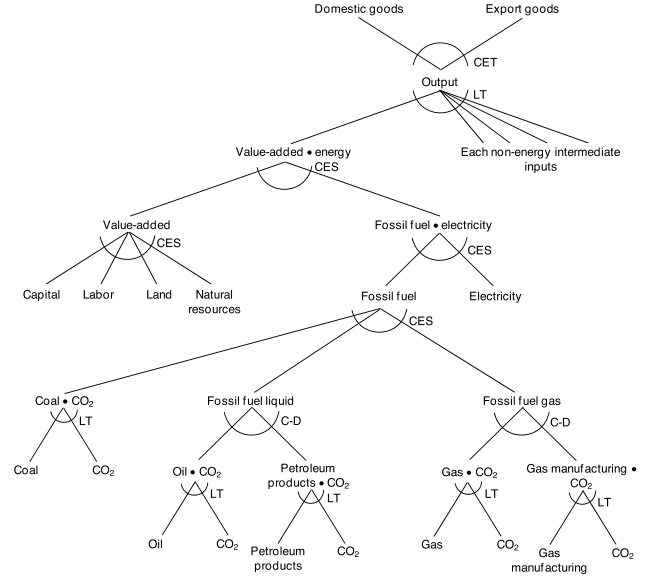 Domestic goods
Export goods
CET
Output
LT
Value-added • energy
Each non-energy intermediate
inputs
CES
Value-added
Fossil fuel • electricity
CES
CES
Capital
Labor
Land
Natural
resources
Fossil fuel
Electricity
CES
Coal • CO₂
Fossil fuel liquid
Fossil fuel gas
LT
C-D
C-D
Coal
CO₂
Oil • CO₂
Petroleum
products • CO₂
Gas • CO₂
Gas manufacturing •
CO₂
LT
LT
LT
LT
Oil
CO₂
Petroleum
products
CO₂
Gas
CO₂
Gas
manufacturing
CO₂